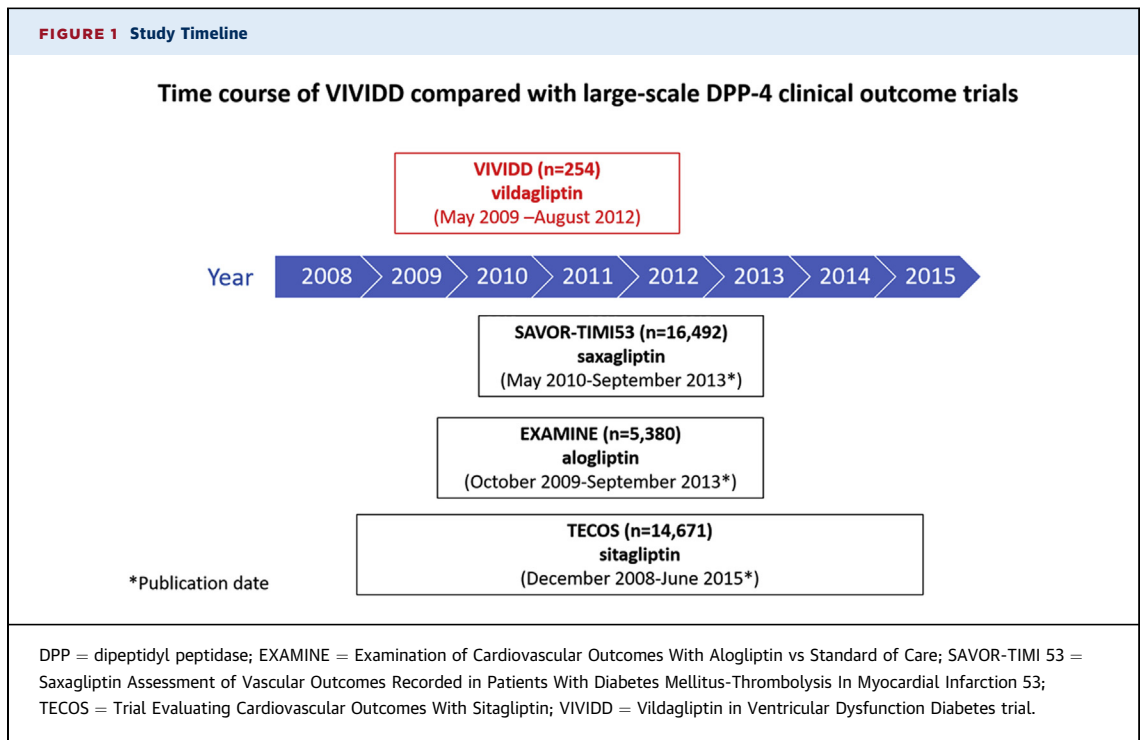 FIGURE 1 Study Timeline
Time course of VIVIDD compared with large-scale DPP-4 clinical outcome trials
VIVIDD (n=254)
vildagliptin
(May 2009 –August 2012)
Year 2008 2009 2010 2011 2012 2013 2014 2015
SAVOR-TIMI53 (n=16,492)
saxagliptin
(May 2010-September 2013*)
EXAMINE (n=5,380)
alogliptin
(October 2009-September 2013*)
TECOS (n=14,671)
sitagliptin
(December 2008-June 2015*)
*Publication date
DPP = dipeptidyl peptidase; EXAMINE = Examination of Cardiovascular Outcomes With Alogliptin vs Standard of Care; SAVOR-TIMI 53 =
Saxagliptin Assessment of Vascular Outcomes Recorded in Patients With Diabetes Mellitus-Thrombolysis In Myocardial Infarction 53;
TECOS = Trial Evaluating Cardiovascular Outcomes With Sitagliptin; VIVIDD = Vildagliptin in Ventricular Dysfunction Diabetes trial.